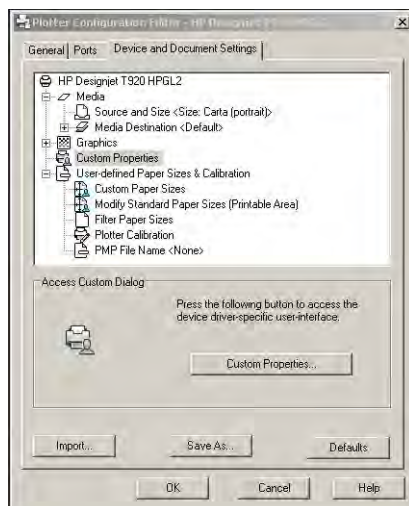 Plotter Configuration Editor - HP Designjet
General Ports Device and Document Settings
HP Designjet T920 HPGL2
Media
Source and Size <Size: Carta (portrait)>
Media Destination <Default>
Graphics
Custom Properties
User-defined Paper Sizes & Calibration
Custom Paper Sizes
Modify Standard Paper Sizes (Printable Area)
Filter Paper Sizes
Plotter Calibration
PMP File Name <None>
Access Custom Dialog
Press the following button to access the
device driver-specific user-interface.
Custom Properties...
Import... Save As... Defaults
OK Cancel Help